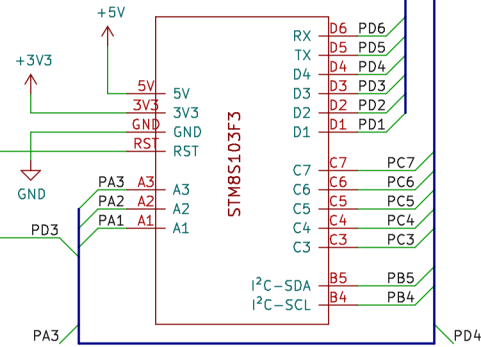 +5V
+3V3
GND
PD3
PA3
PA3
PA2
PA1
5V
3V3
GND
RST
A3
A2
A1
5V
3V3
GND
RST
A3
A2
A1
STM8S103F3
RX
TX
D4
D3
D2
D1
C7
C6
C5
C4
C3
I²C-SDA
I²C-SCL
D6 PD6
D5 PD5
D4 PD4
D3 PD3
D2 PD2
D1 PD1
C7 PC7
C6 PC6
C5 PC5
C4 PC4
C3 PC3
B5 PB5
B4 PB4
PD4